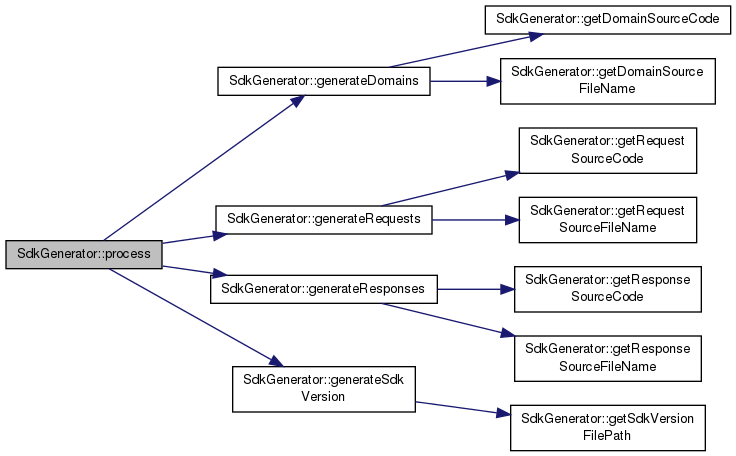 SdkGenerator::process
SdkGenerator::generateDomains
SdkGenerator::getDomainSourceCode
SdkGenerator::getDomainSource
FileName
SdkGenerator::generateRequests
SdkGenerator::getRequest
SourceCode
SdkGenerator::getRequest
SourceFileName
SdkGenerator::generateResponses
SdkGenerator::getResponse
SourceCode
SdkGenerator::getResponse
SourceFileName
SdkGenerator::generateSdk
Version
SdkGenerator::getSdkVersion
FilePath